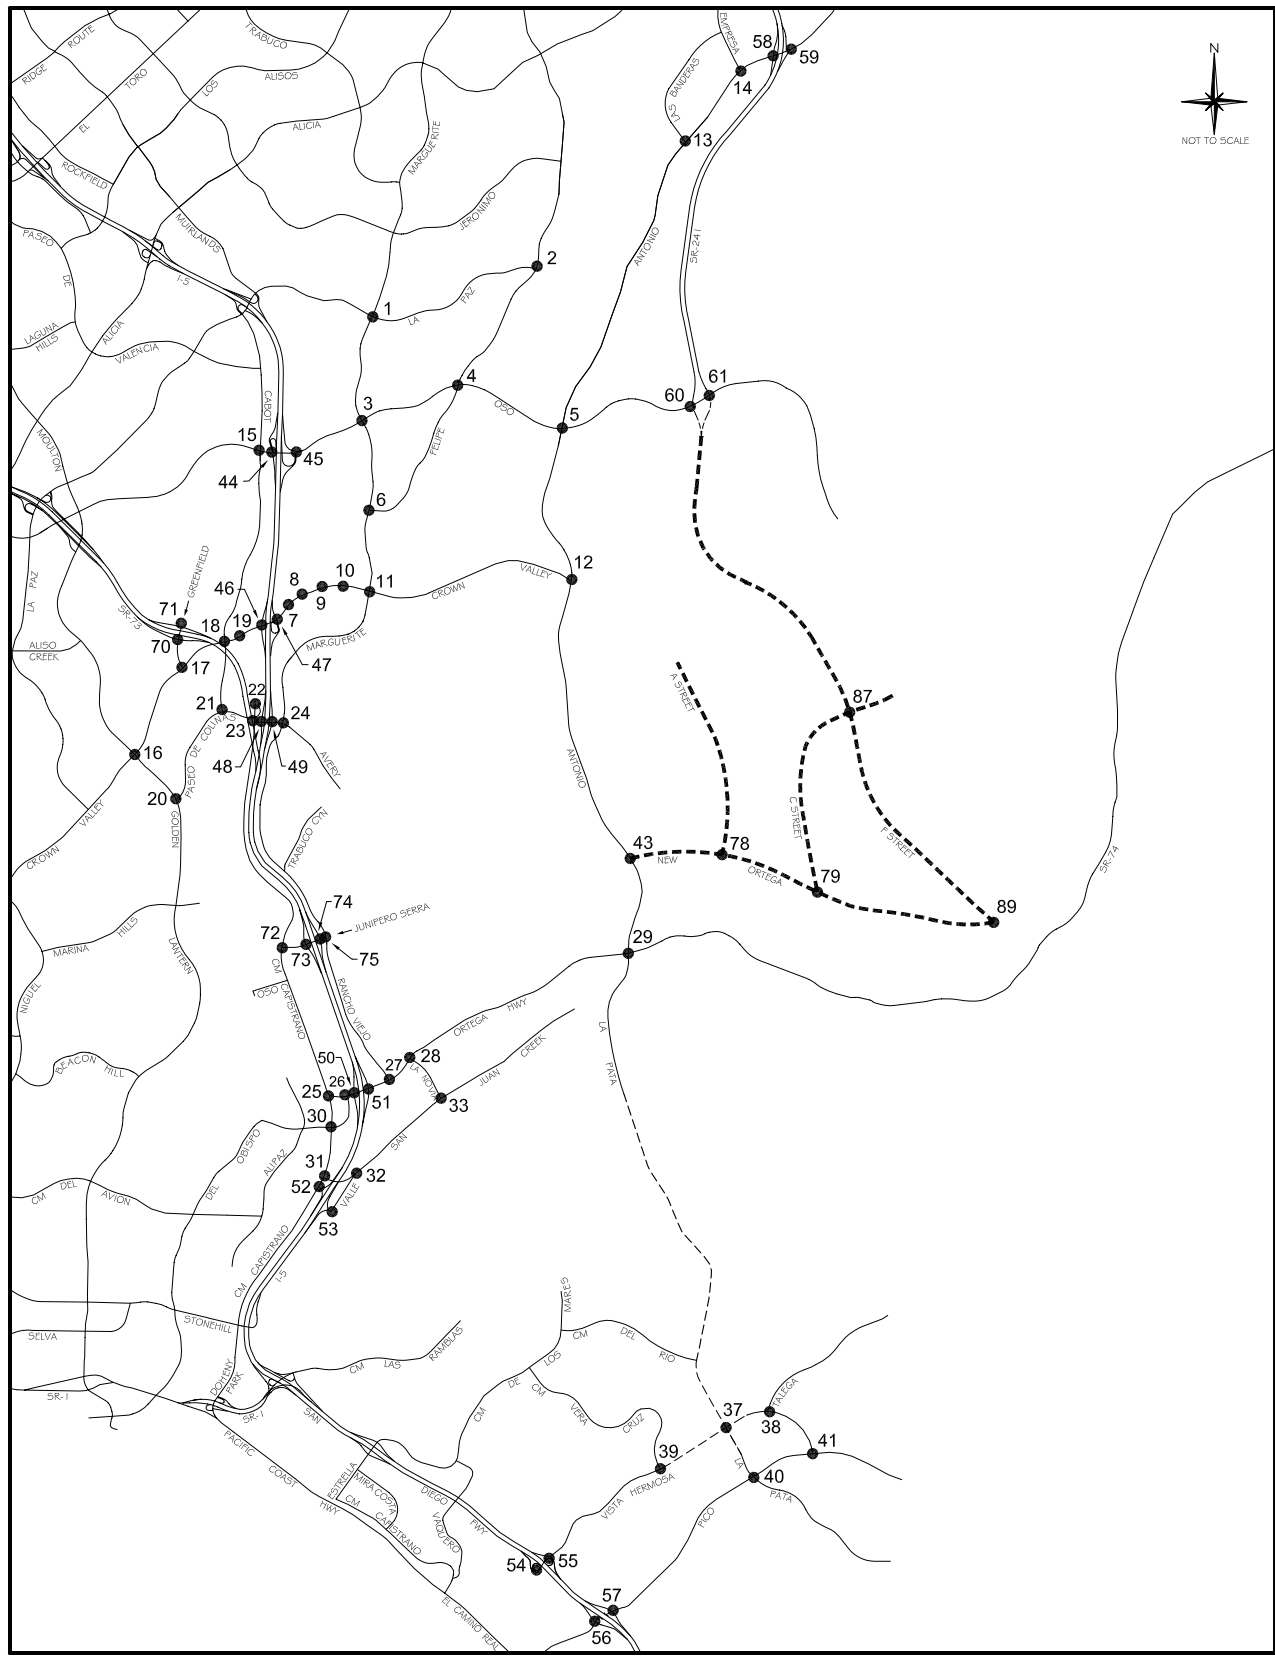 RIDGE ROUTE
TRABUCO
EMPRESA
58
59
N
NOT TO SCALE
EL TORO
LOS ALISOS
14
LAS BANDERAS
ALICIA
MARGUERITE
13
ROCKFIELD
JERONIMO
MUIRLANDS
PASEO DE VALENCIA
ANTONIO
SR-241
2
I-5
LA PAZ
1
LAGUNA HILLS
ALICIA
4
61
60
CABOT
OSO
3
5
MOULTON
15
FELIPE
45
44
6
GREENFIELD
12
LA PAZ
46
8
10
11
CROWN VALLEY
9
SR-73
71
18
19
7
MARGUERITE
70
ALISO CREEK
17
47
A STREET
87
22
21
23
24
PASEO DE COLINAS
AVERY
16
48
49
ANTONIO
20
GOLDEN LANTERN
C STREET
CROWN VALLEY
TRABUCO CYN
F STREET
43
NEW ORTEGA
78
79
SR-74
89
74
JUNIPERO SERRA
72
73
75
29
MARINA HILLS
NIGUEL
CM CAPISTRANO
OSO
RANCHO VIEJO
ORTEGA HWY
LA PATA
BEACON HILL
50
27
28
LA NOVIA
SAN JUAN CREEK
25
26
51
33
30
DEL OBISPO
ALIPAZ
31
32
52
VALLE
53
CM DEL AVION
CM CAPISTRANO
I-5
STONEHILL
SELVA
MARES
CM DE LOS
CM DEL RIO
CM LAS RAMBLAS
DOHENY PARK
SR-1
SR-1
CM VERA CRUZ
TALEGA
37
38
SAN DIEGO FWY
PACIFIC COAST HWY
39
41
VISTA HERMOSA
40
LA PATA
ESTRELLA
MIRA COSTA
CM CAPISTRANO
VAQUERO
PICO
54
55
57
56
EL CAMINO REAL